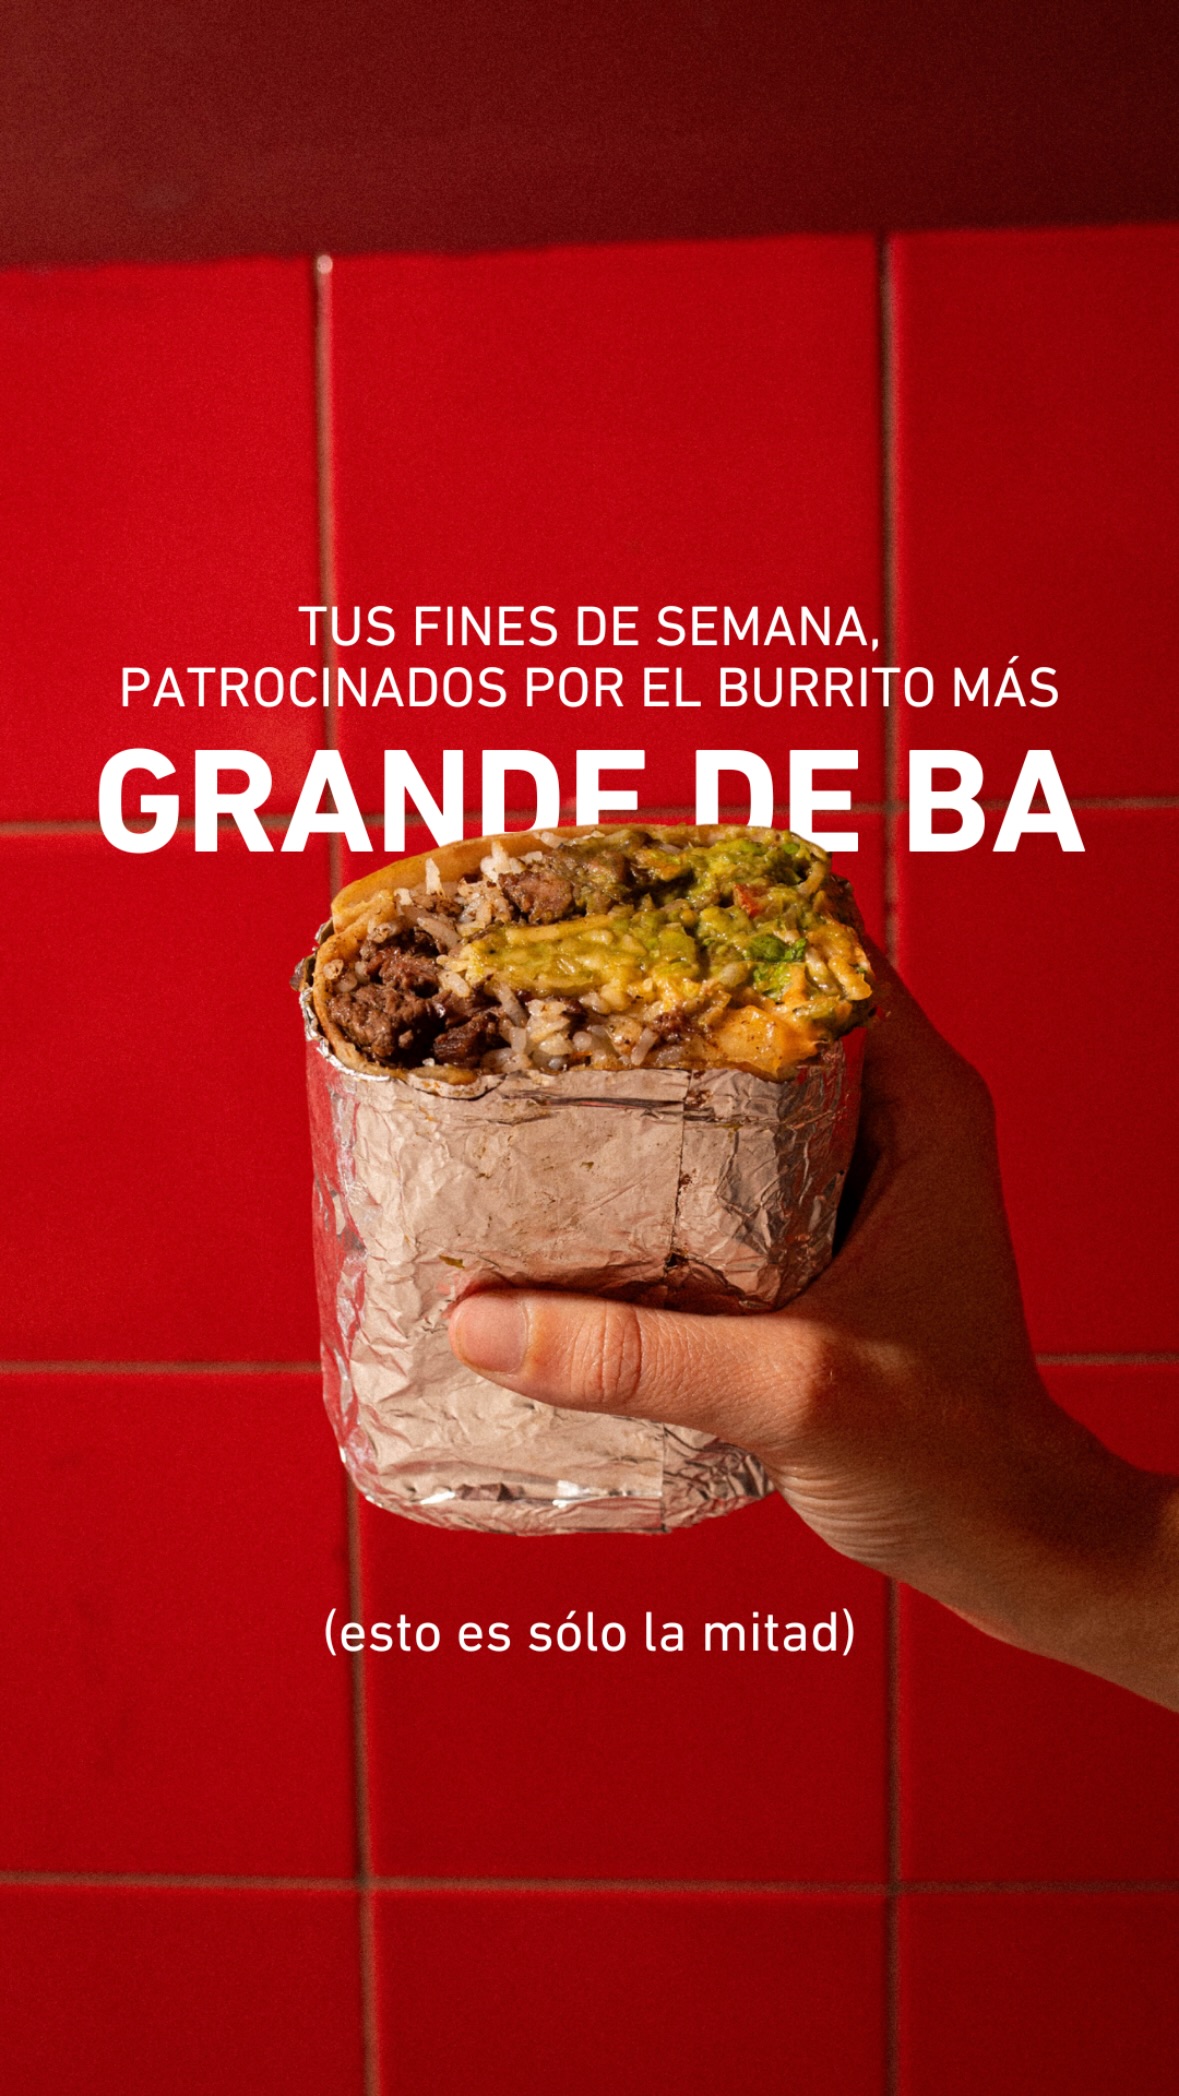 TUS FINES DE SEMANA,
PATROCINADOS POR EL BURRITO MÁS
GRANDE DE BA
(esto es sólo la mitad)